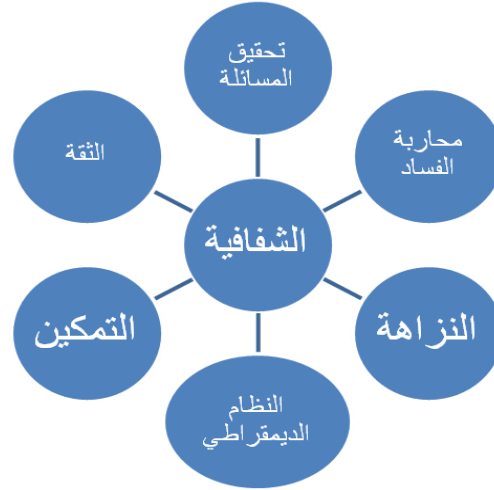 تحقيق
المسائلة
محاربة
الفساد
الثقة
الشفافية
النزاهة
التمكين
النظام
الديمقراطي